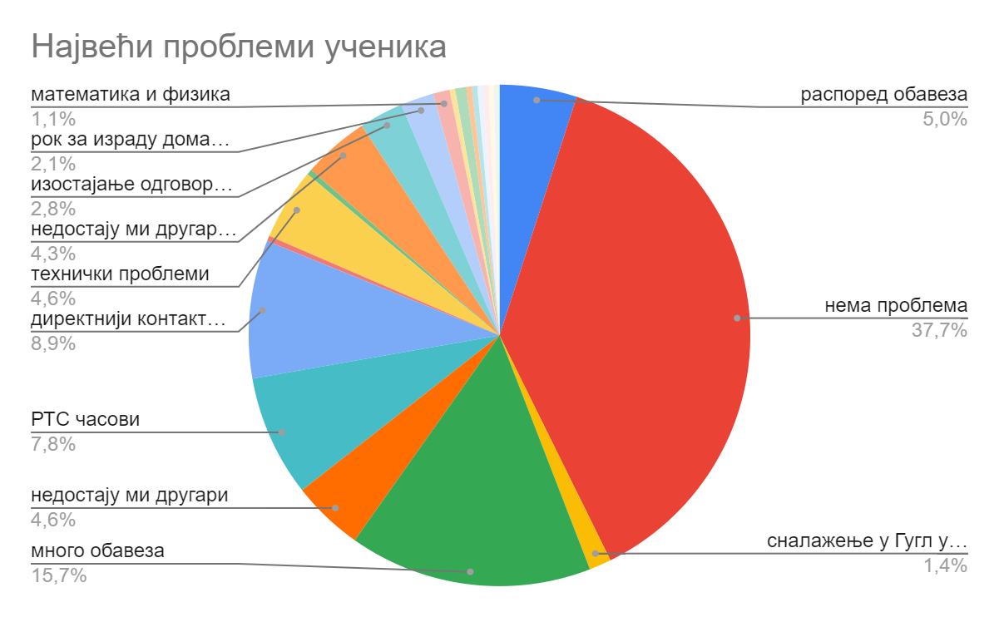 Највећи проблеми ученика
математика и физика
1,1%
рок за израду дома…
2,1%
изостајање одговор…
2,8%
недостају ми другар…
4,3%
технички проблеми
4,6%
директнији контакт…
8,9%
РТС часови
7,8%
недостају ми другари
4,6%
много обавеза
15,7%
распоред обавеза
5,0%
нема проблема
37,7%
сналажење у Гугл у…
1,4%